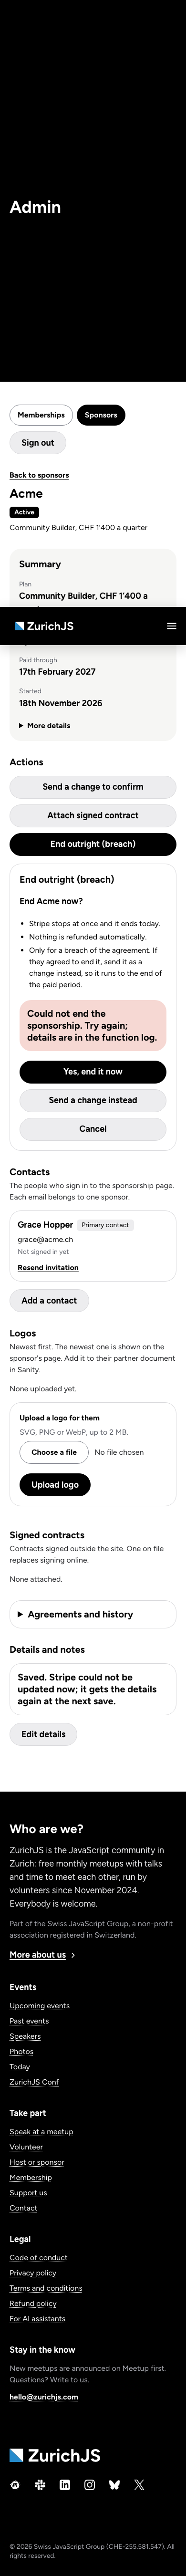 Admin
Memberships
Sponsors
Sign out
Back to sponsors
Acme
Active
Community Builder, CHF 1'400 a quarter
Summary
Plan
Community Builder, CHF 1'400 a
ZurichJS
Paid through
17th February 2027
Started
18th November 2026
More details
Actions
Send a change to confirm
Attach signed contract
End outright (breach)
End outright (breach)
End Acme now?
Stripe stops at once and it ends today.
Nothing is refunded automatically.
Only for a breach of the agreement. If
they agreed to end it, send it as a
change instead, so it runs to the end of
the paid period.
Could not end the
sponsorship. Try again;
details are in the function log.
Yes, end it now
Send a change instead
Cancel
Contacts
The people who sign in to the sponsorship page.
Each email belongs to one sponsor.
Grace Hopper
Primary contact
grace@acme.ch
Not signed in yet
Resend invitation
Add a contact
Logos
Newest first. The newest one is shown on the
sponsor's page. Add it to their partner document
in Sanity.
None uploaded yet.
Upload a logo for them
SVG, PNG or WebP, up to 2 MB.
Choose a file
No file chosen
Upload logo
Signed contracts
Contracts signed outside the site. One on file
replaces signing online.
None attached.
Agreements and history
Details and notes
Saved. Stripe could not be
updated now; it gets the details
again at the next save.
Edit details
Who are we?
ZurichJS is the JavaScript community in
Zurich: free monthly meetups with talks
and time to meet each other, run by
volunteers since November 2024.
Everybody is welcome.
Part of the Swiss JavaScript Group, a non-profit
association registered in Switzerland.
More about us
Events
Upcoming events
Past events
Speakers
Photos
Today
ZurichJS Conf
Take part
Speak at a meetup
Volunteer
Host or sponsor
Membership
Support us
Contact
Legal
Code of conduct
Privacy policy
Terms and conditions
Refund policy
For AI assistants
Stay in the know
New meetups are announced on Meetup first.
Questions? Write to us.
hello@zurichjs.com
ZurichJS
© 2026 Swiss JavaScript Group (CHE-255.581.547). All
rights reserved.